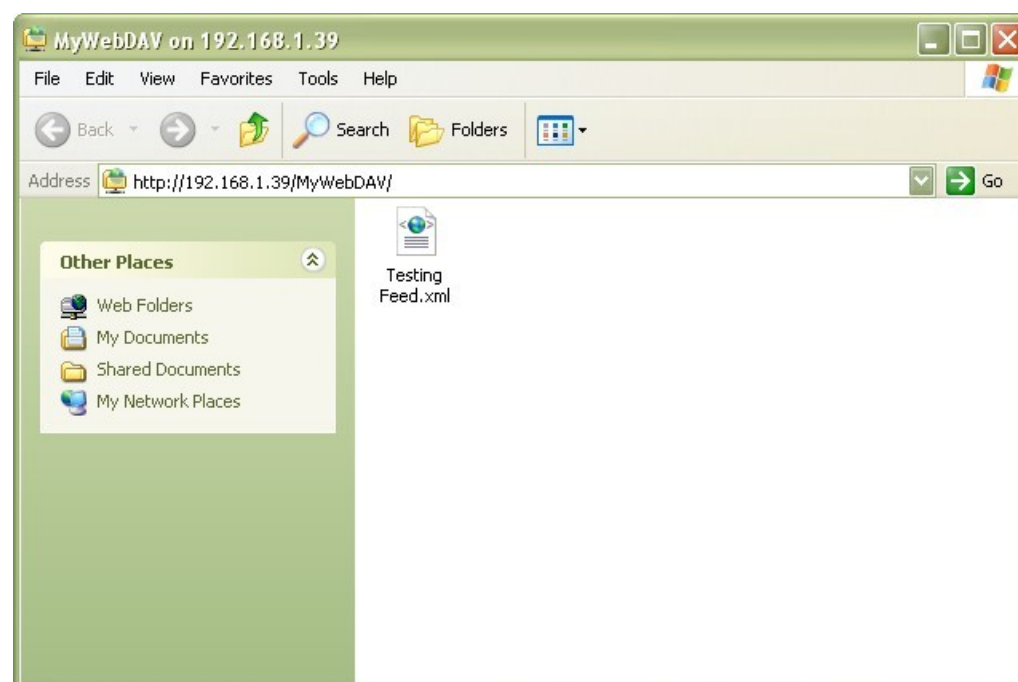 MyWebDAV on 192.168.1.39
File Edit View Favorites Tools Help
Back Search Folders
Address http://192.168.1.39/MyWebDAV/ Go
Other Places
Web Folders
My Documents
Shared Documents
My Network Places
Testing
Feed.xml